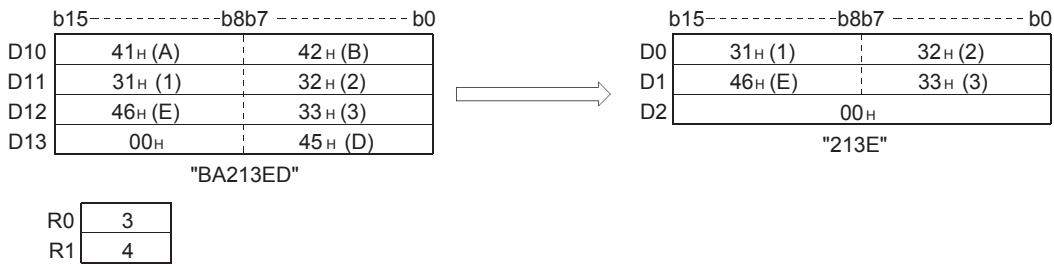 b15 b8b7 b0 b15 b8b7 b0
D10 41H (A) 42H (B) D0 31H (1) 32H (2)
D11 31H (1) 32H (2) D1 46H (E) 33H (3)
D12 46H (E) 33H (3) D2 00H
D13 00H 45H (D) "213E"
"BA213ED"
R0 3
R1 4